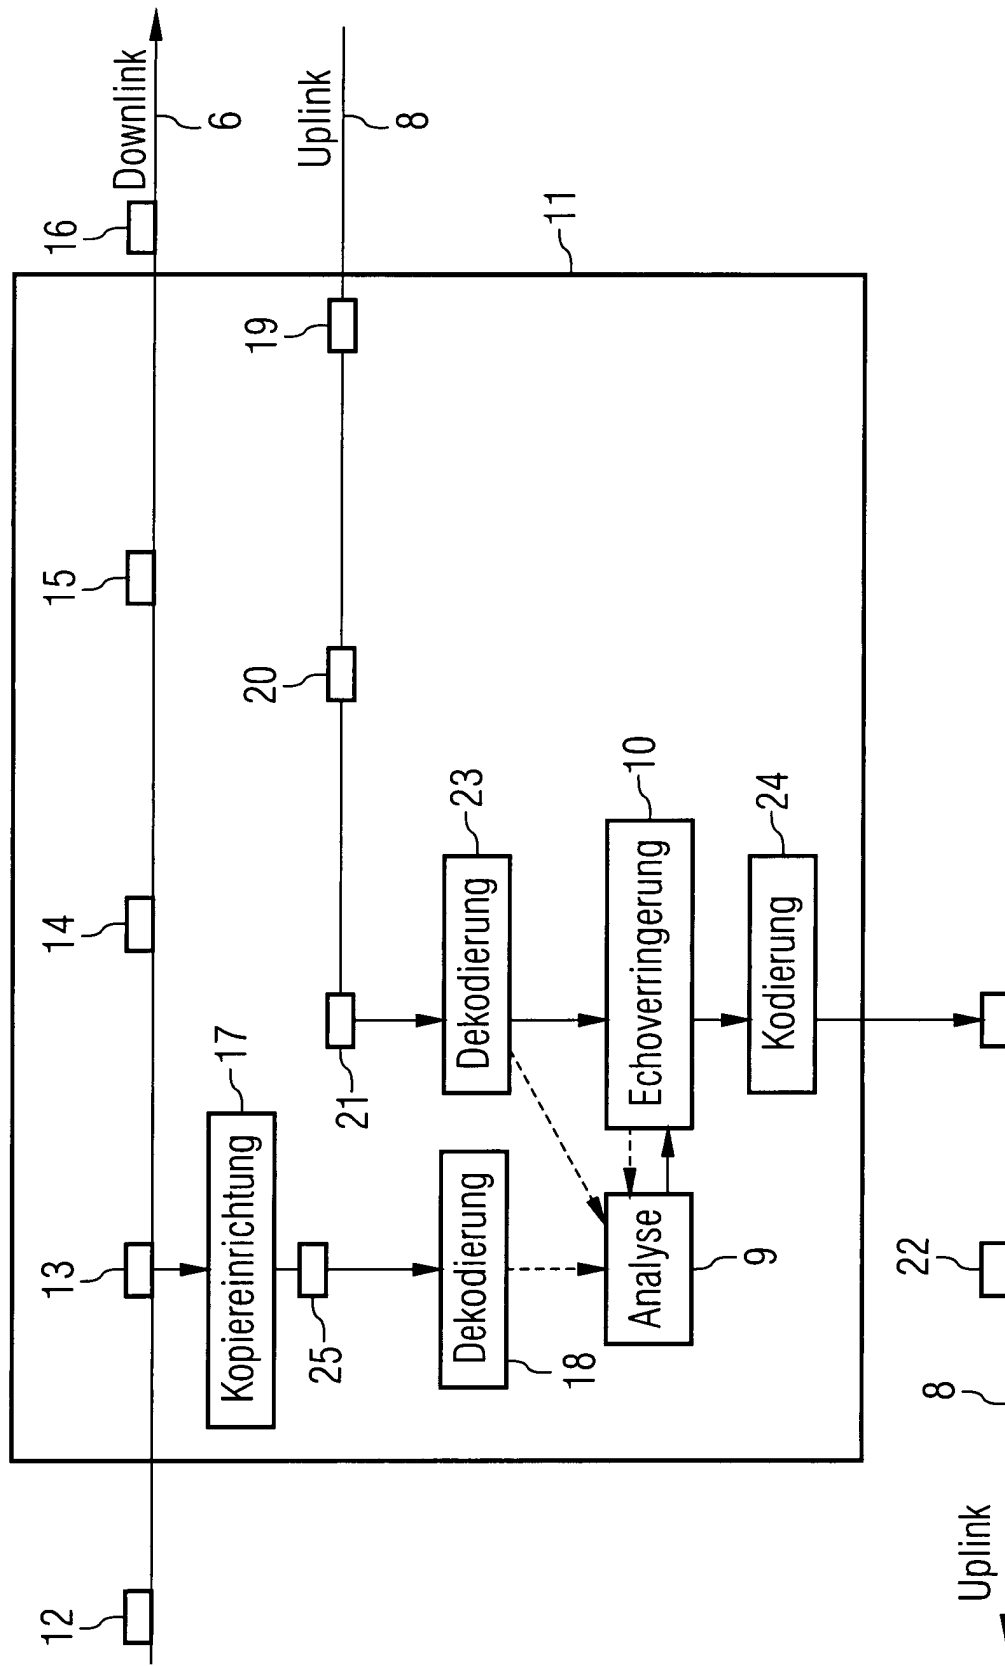 16
Downlink
6
Uplink
8
11
15
19
14
20
13
17
Kopiereinrichtung
21
23
Dekodierung
10
Echoverringerung
24
Kodierung
25
Dekodierung
18
Analyse
9
12
22
8
Uplink